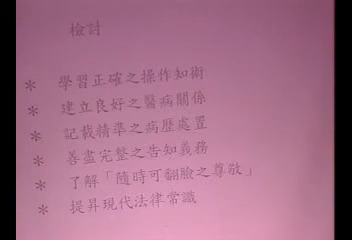 檢討
* 學習正確之操作知術
* 建立良好之醫病關係
* 記載精準之病歷處置
* 善盡完整之告知義務
* 了解「隨時可翻臉之尊敬」
* 提昇現代法律常識